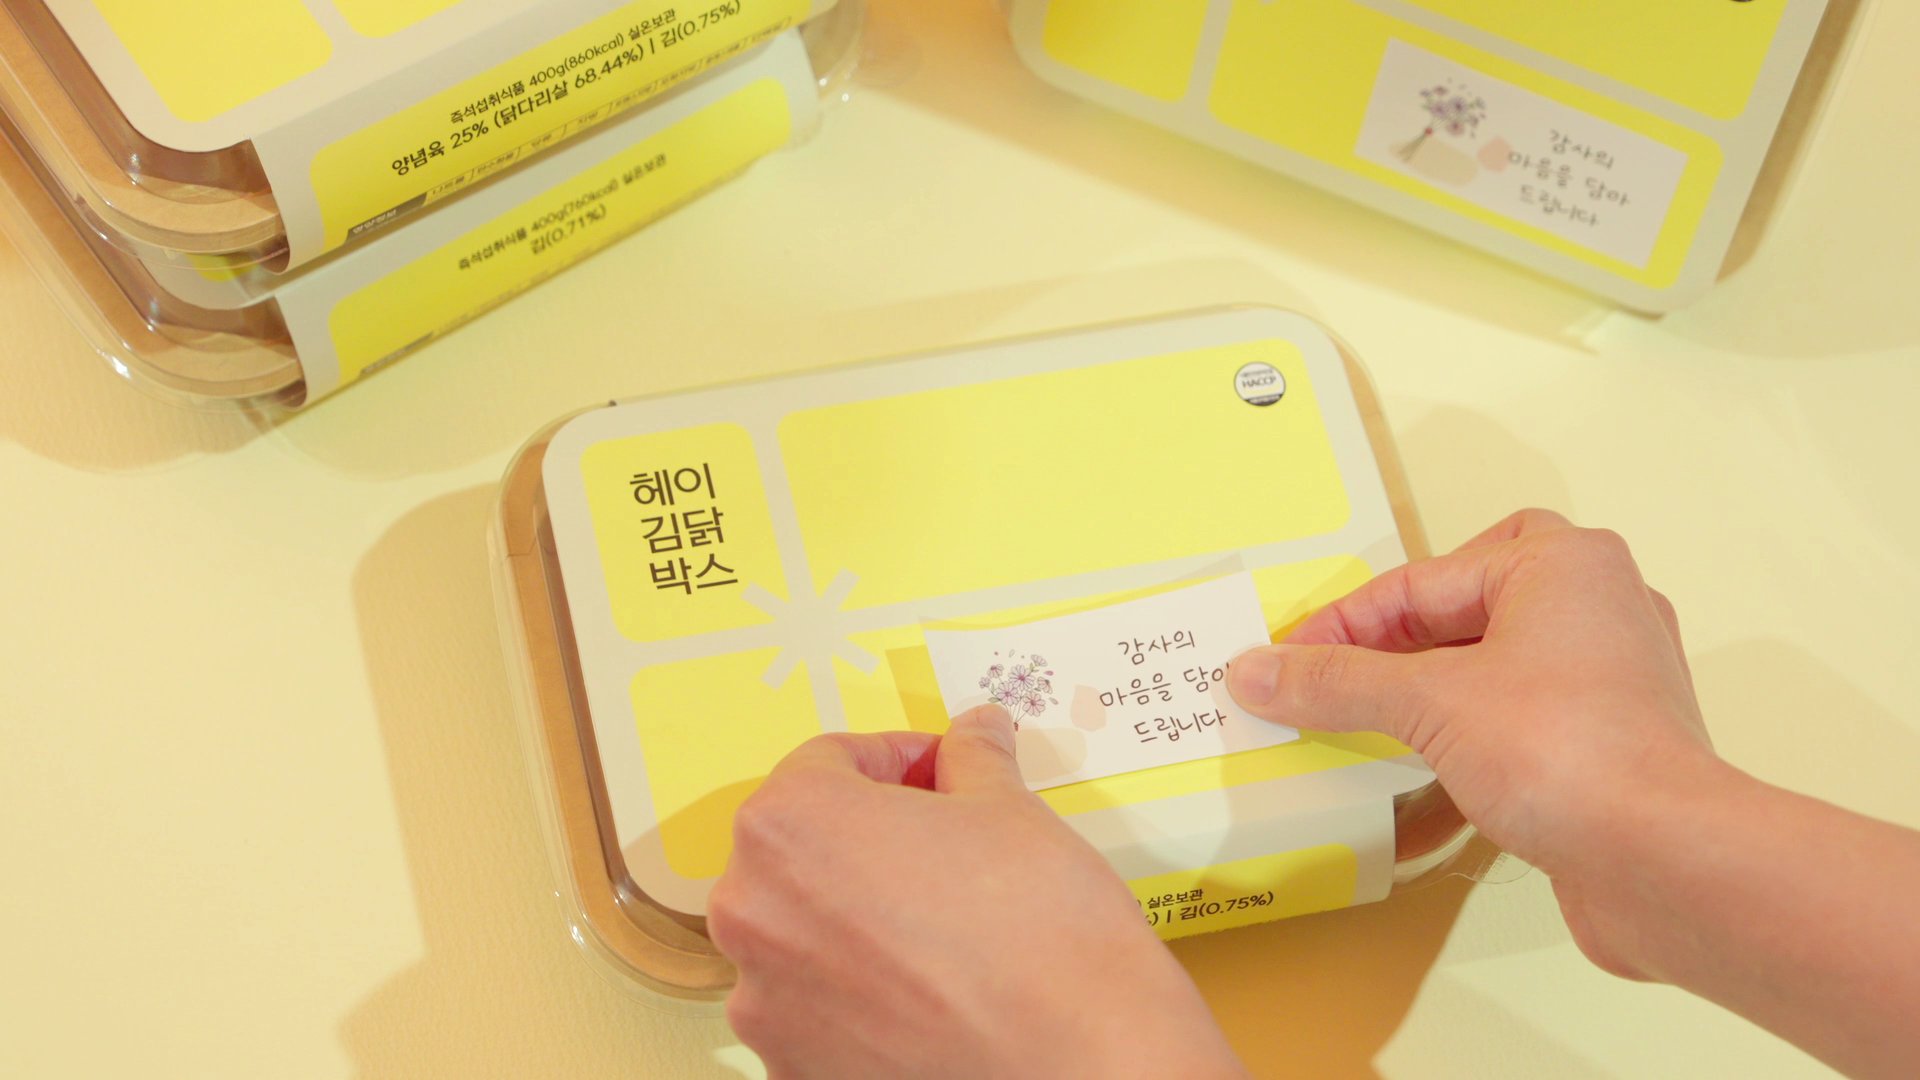 즉석섭취식품 400g(860kcal) 실온보관
양념육 25% (닭다리살 68.44%) | 김(0.75%)
영양정보
즉석섭취식품 400g(760kcal) 실온보관
김(0.71%)
감사의
마음을 담아
드립니다
HACCP
헤이
김닭
박스
감사의
마음을 담아
드립니다
) 실온보관
%) | 김(0.75%)